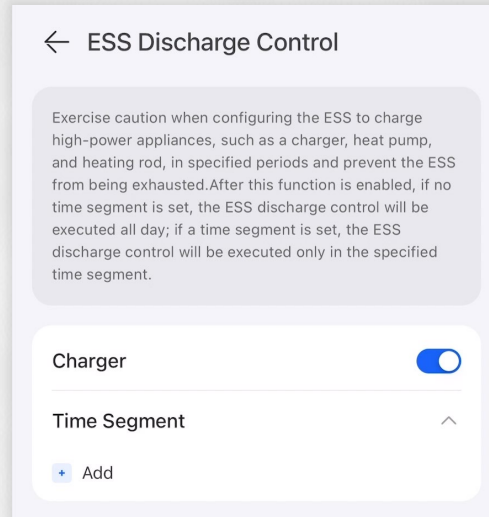 ← ESS Discharge Control
Exercise caution when configuring the ESS to charge
high-power appliances, such as a charger, heat pump,
and heating rod, in specified periods and prevent the ESS
from being exhausted.After this function is enabled, if no
time segment is set, the ESS discharge control will be
executed all day; if a time segment is set, the ESS
discharge control will be executed only in the specified
time segment.
Charger
Time Segment
+ Add